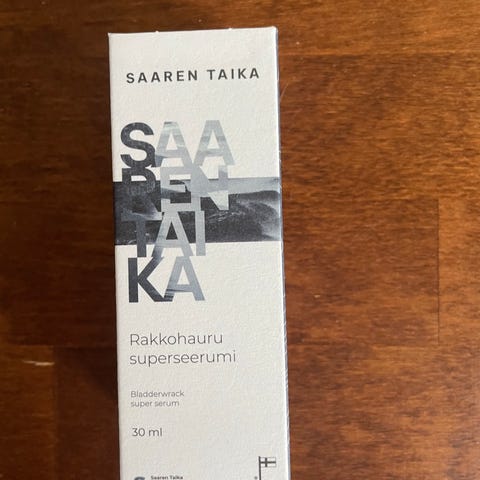 SAAREN TAIKA
SAA
REN
TAI
KA
Rakkohauru
superseerumi
Bladderwrack
super serum
30 ml
Saaren Taika